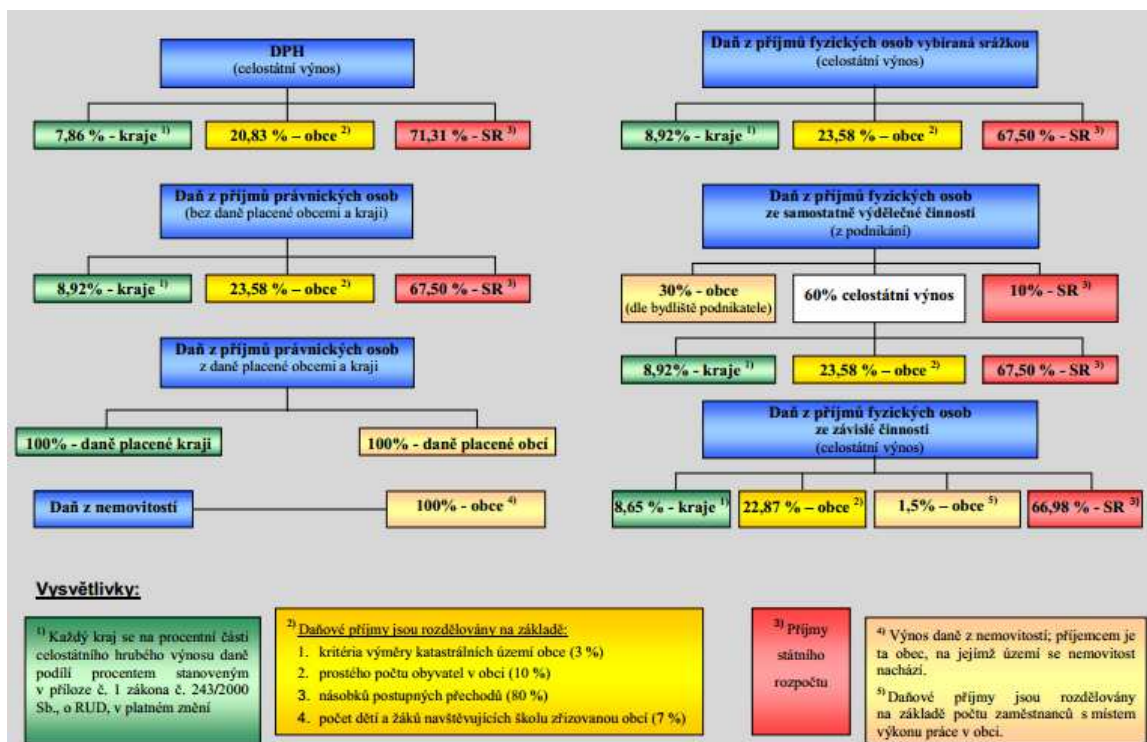 DPH
(celostátní výnos)
7,86 % - kraje 1)
20,83 % – obce 2)
71,31 % - SR 3)
Daň z příjmů právnických osob
(bez daně placené obcemi a kraji)
8,92% - kraje 1)
23,58 % – obce 2)
67,50 % - SR 3)
Daň z příjmů právnických osob
z daně placené obcemi a kraji
100% - daně placené kraji
100% - daně placené obcí
Daň z nemovitostí
100% - obce 4)
Daň z příjmů fyzických osob vybíraná srážkou
(celostátní výnos)
8,92% - kraje 1)
23,58 % – obce 2)
67,50 % - SR 3)
Daň z příjmů fyzických osob
ze samostatně výdělečné činnosti
(z podnikání)
30% - obce
(dle bydliště podnikatele)
60% celostátní výnos
10% - SR 3)
8,92% - kraje 1)
23,58 % – obce 2)
67,50 % - SR 3)
Daň z příjmů fyzických osob
ze závislé činnosti
(celostátní výnos)
8,65 % - kraje 1)
22,87 % – obce 2)
1,5% – obce 5)
66,98 % - SR 3)
Vysvětlivky:
1) Každý kraj se na procentní části
celostátního hrubého výnosu daně
podílí procentem stanoveným
v příloze č. 1 zákona č. 243/2000
Sb., o RUD, v platném znění
2) Daňové příjmy jsou rozdělovány na základě:
1. kritéria výměry katastrálních území obce (3 %)
2. prostého počtu obyvatel v obci (10 %)
3. násobků postupných přechodů (80 %)
4. počet dětí a žáků navštěvujících školu zřizovanou obcí (7 %)
3) Příjmy
státního
rozpočtu
4) Výnos daně z nemovitostí; příjemcem je
ta obec, na jejímž území se nemovitost
nachází.
5) Daňové příjmy jsou rozdělovány
na základě počtu zaměstnanců s místem
výkonu práce v obci.